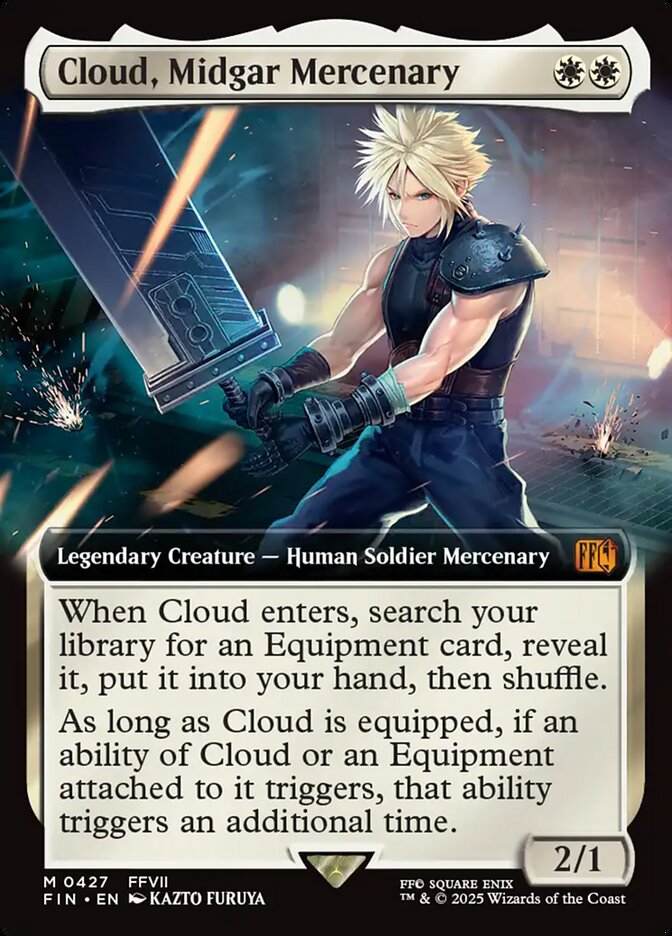 Cloud, Midgar Mercenary
Legendary Creature — Human Soldier Mercenary
When Cloud enters, search your
library for an Equipment card, reveal
it, put it into your hand, then shuffle.
As long as Cloud is equipped, if an
ability of Cloud or an Equipment
attached to it triggers, that ability
triggers an additional time.
2/1
M 0427 FFVII
FIN • EN KAZTO FURUYA
FF© SQUARE ENIX
™ & © 2025 Wizards of the Coast